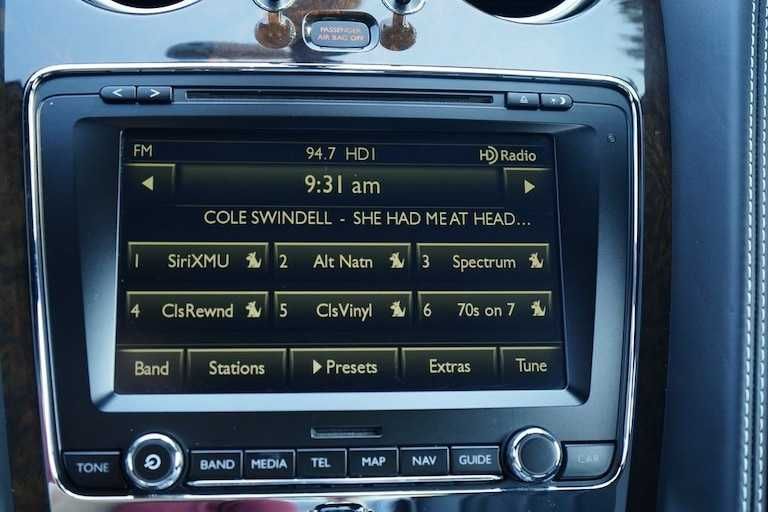 PASSENGER
AIR BAG OFF
< >
FM 94.7 HD1 HD Radio
9:31 am
COLE SWINDELL - SHE HAD ME AT HEAD...
1 SiriXMU 2 Alt Natn 3 Spectrum
4 ClsRewnd 5 ClsVinyl 6 70s on 7
Band Stations Presets Extras Tune
TONE BAND MEDIA TEL MAP NAV GUIDE CAR